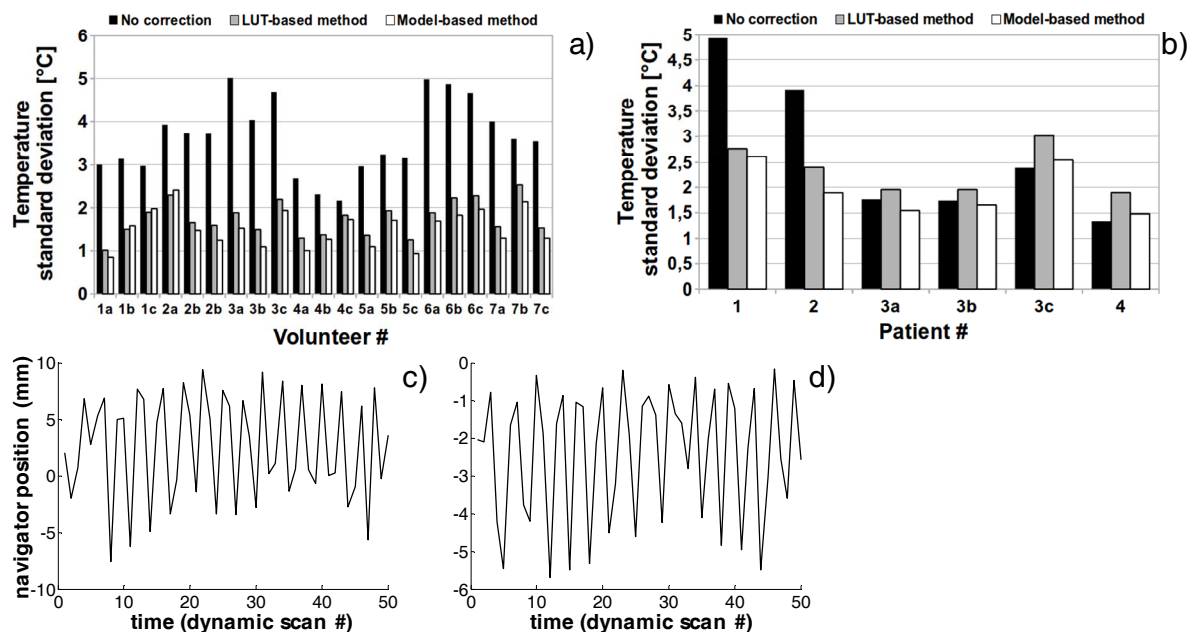 No correction LUT-based method Model-based method
a)
Temperature
standard deviation [°C]
6
5
4
3
2
1
0
1a 1b 1c 2a 2b 2b 3a 3b 3c 4a 4b 4c 5a 5b 5c 6a 6b 6c 7a 7b 7c
Volunteer #
No correction LUT-based method Model-based method
b)
Temperature
standard deviation [°C]
5
4,5
4
3,5
3
2,5
2
1,5
1
0,5
0
1 2 3a 3b 3c 4
Patient #
c)
navigator position (mm)
10
5
0
-5
-10
0 10 20 30 40 50
time (dynamic scan #)
d)
-0
-1
-2
-3
-4
-5
-6
0 10 20 30 40 50
time (dynamic scan #)